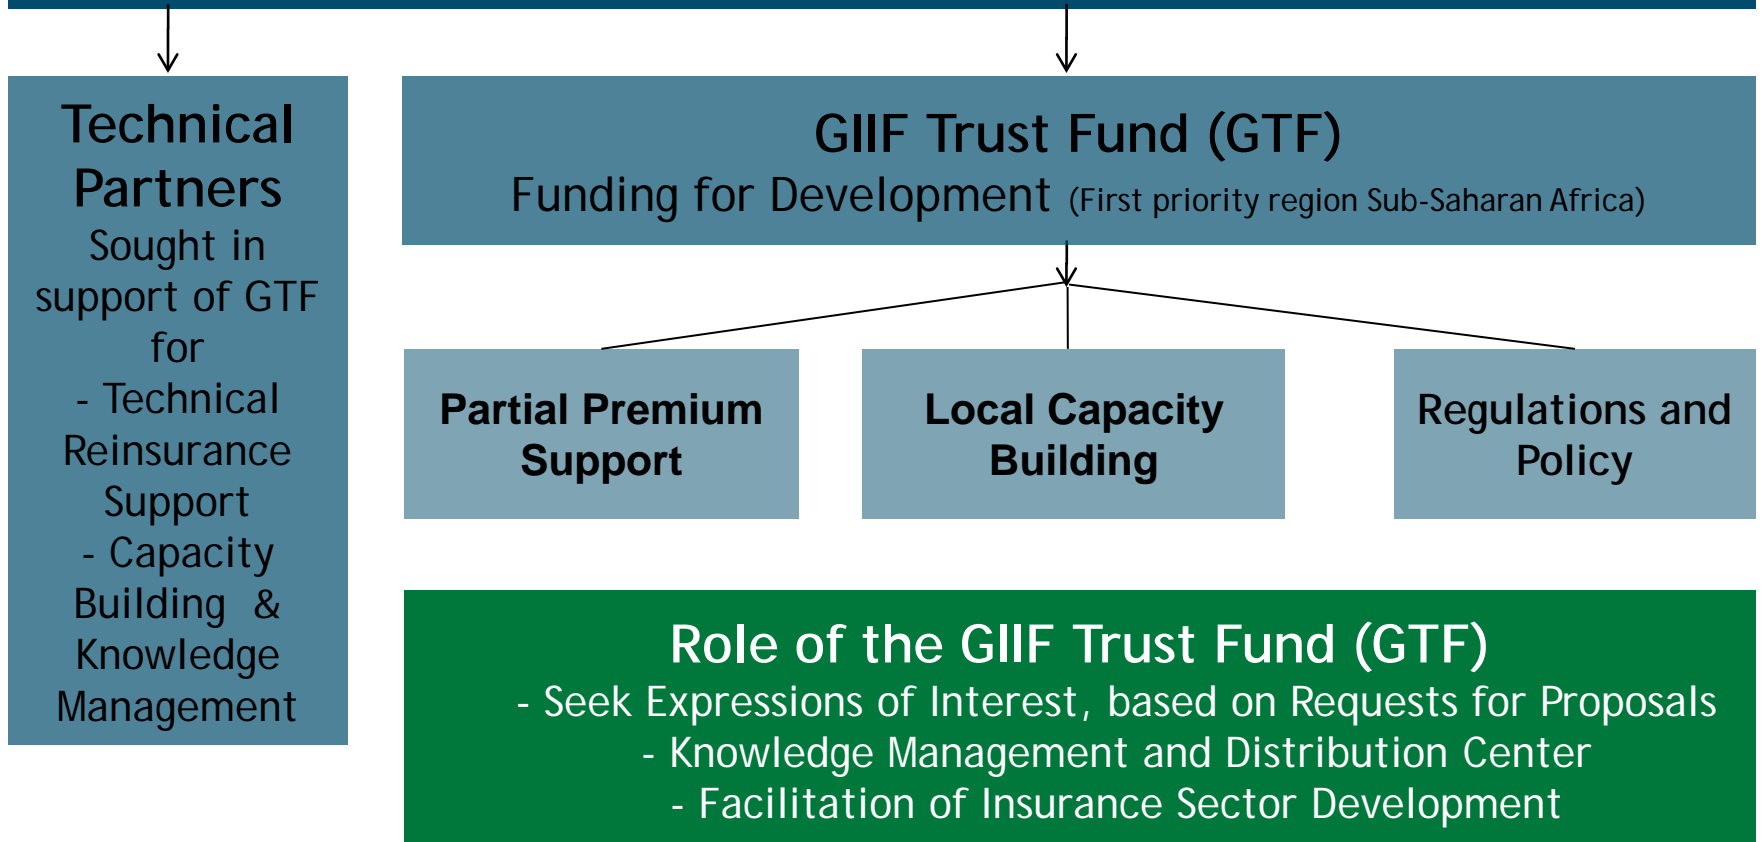 Technical
Partners
Sought in
support of GTF
for
- Technical
Reinsurance
Support
- Capacity
Building &
Knowledge
Management
GIIF Trust Fund (GTF)
Funding for Development (First priority region Sub-Saharan Africa)
Partial Premium
Support
Local Capacity
Building
Regulations and
Policy
Role of the GIIF Trust Fund (GTF)
- Seek Expressions of Interest, based on Requests for Proposals
- Knowledge Management and Distribution Center
- Facilitation of Insurance Sector Development